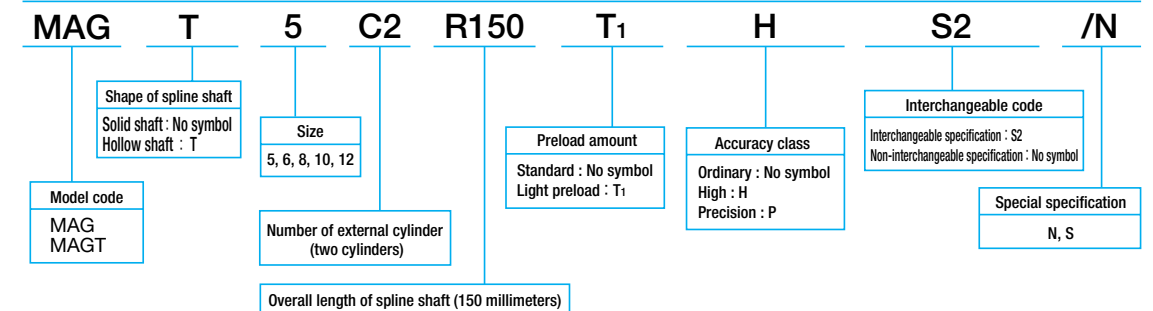 MAG T 5 C2 R150 T1 H S2 /N
Shape of spline shaft
Solid shaft : No symbol
Hollow shaft : T
Size
5, 6, 8, 10, 12
Preload amount
Standard : No symbol
Light preload : T1
Accuracy class
Ordinary : No symbol
High : H
Precision : P
Interchangeable code
Interchangeable specification : S2
Non-interchangeable specification : No symbol
Model code
MAG
MAGT
Number of external cylinder
(two cylinders)
Special specification
N, S
Overall length of spline shaft (150 millimeters)